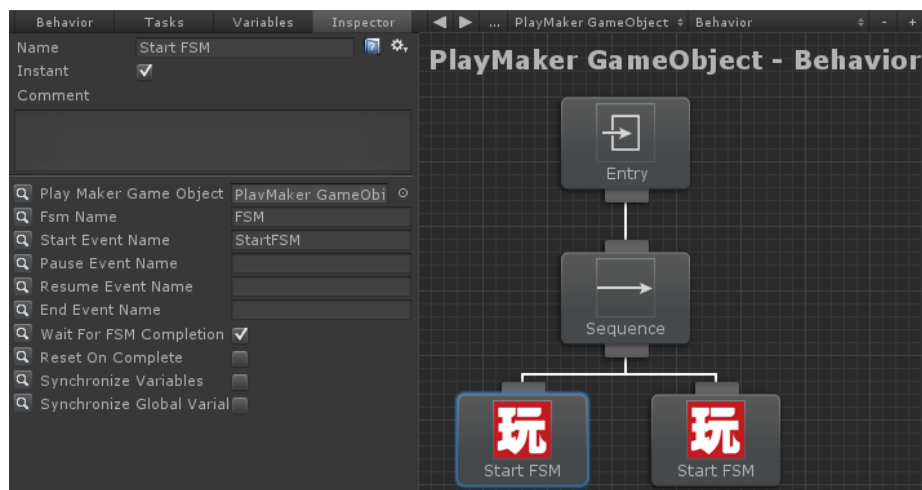 Behavior Tasks Variables Inspector
Name Start FSM
Instant
Comment
Play Maker Game Object PlayMaker GameObj
Fsm Name FSM
Start Event Name StartFSM
Pause Event Name
Resume Event Name
End Event Name
Wait For FSM Completion
Reset On Complete
Synchronize Variables
Synchronize Global Varial
... PlayMaker GameObject Behavior - +
PlayMaker GameObject - Behavior
Entry
Sequence
玩 玩
Start FSM Start FSM